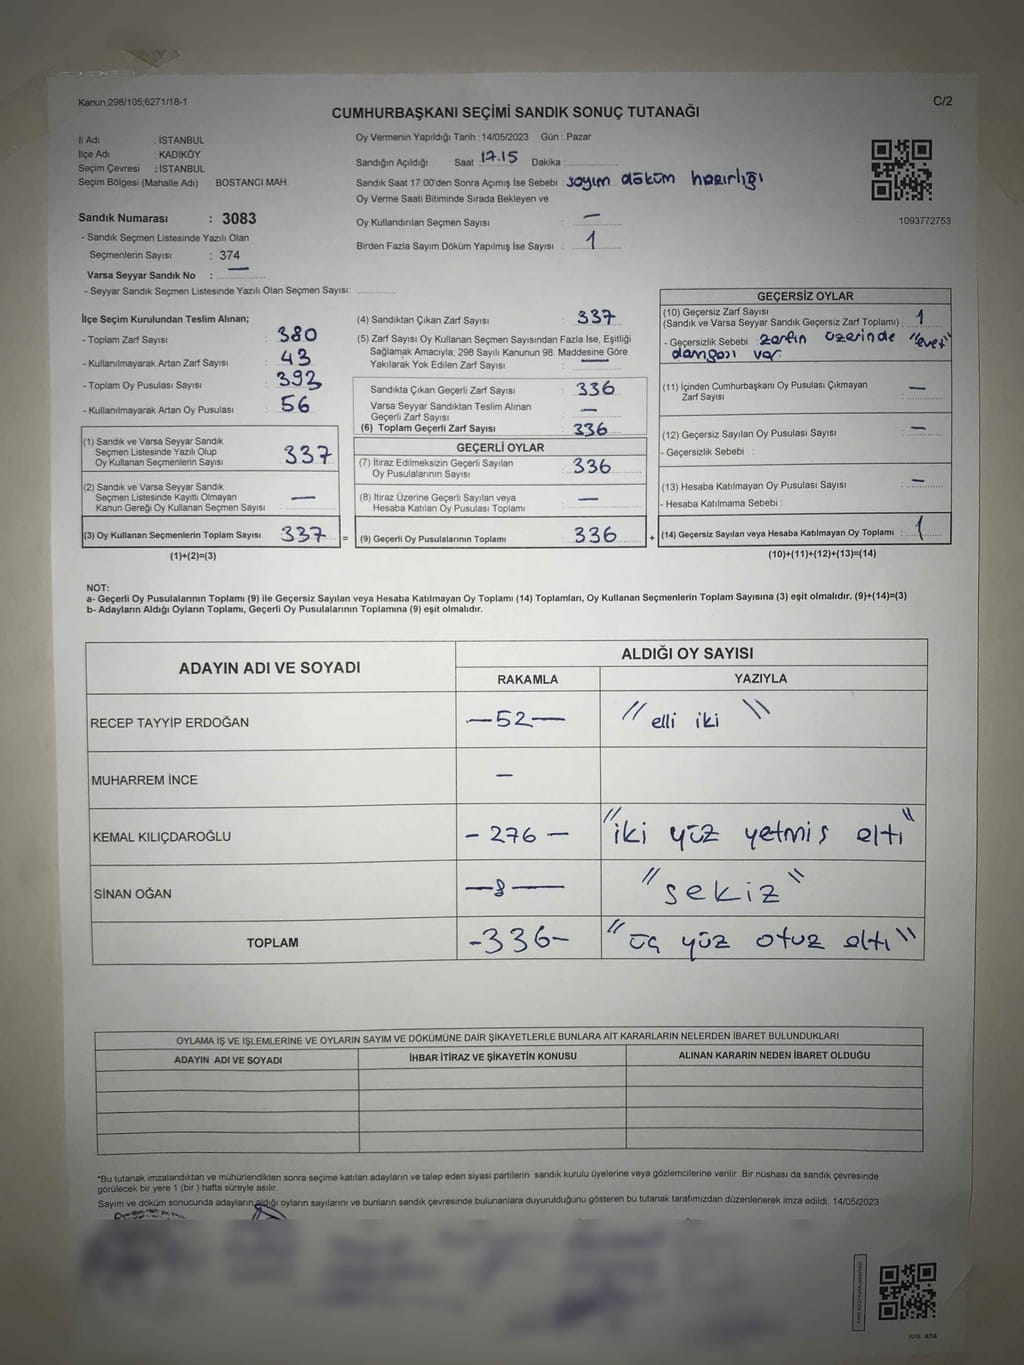 Kanun,298/105;6271/18-1
C/2
CUMHURBAŞKANI SEÇİMİ SANDIK SONUÇ TUTANAĞI
İl Adı : İSTANBUL
İlçe Adı : KADIKÖY
Seçim Çevresi : İSTANBUL
Seçim Bölgesi (Mahalle Adı) : BOSTANCI MAH.
Oy Vermenin Yapıldığı Tarih : 14/05/2023 Gün : Pazar
Sandığın Açıldığı Saat 17.15 Dakika :
Sandık Saat 17:00'den Sonra Açımış İse Sebebi : sayım döküm hazırlığı
Oy Verme Saati Bitiminde Sırada Bekleyen ve
Oy Kullandırılan Seçmen Sayısı : —
Birden Fazla Sayım Döküm Yapılmış İse Sayısı : 1
1093772753
Sandık Numarası : 3083
- Sandık Seçmen Listesinde Yazılı Olan
Seçmenlerin Sayısı : 374
Varsa Seyyar Sandık No : —
- Seyyar Sandık Seçmen Listesinde Yazılı Olan Seçmen Sayısı:
İlçe Seçim Kurulundan Teslim Alınan;
- Toplam Zarf Sayısı : 380
- Kullanılmayarak Artan Zarf Sayısı : 43
- Toplam Oy Pusulası Sayısı : 392
- Kullanılmayarak Artan Oy Pusulası : 56
(1) Sandık ve Varsa Seyyar Sandık
Seçmen Listesinde Yazılı Olup
Oy Kullanan Seçmenlerin Sayısı : 337
(2) Sandık ve Varsa Seyyar Sandık
Seçmen Listesinde Kayıtlı Olmayan
Kanun Gereği Oy Kullanan Seçmen Sayısı : —
(3) Oy Kullanan Seçmenlerin Toplam Sayısı : 337 =
(1)+(2)=(3)
(4) Sandıktan Çıkan Zarf Sayısı : 337
(5) Zarf Sayısı Oy Kullanan Seçmen Sayısından Fazla İse, Eşitliği
Sağlamak Amacıyla; 298 Sayılı Kanunun 98. Maddesine Göre
Yakılarak Yok Edilen Zarf Sayısı : —
Sandıkta Çıkan Geçerli Zarf Sayısı : 336
Varsa Seyyar Sandıktan Teslim Alınan
Geçerli Zarf Sayısı : —
(6) Toplam Geçerli Zarf Sayısı : 336
GEÇERLİ OYLAR
(7) İtiraz Edilmeksizin Geçerli Sayılan
Oy Pusulalarının Sayısı : 336
(8) İtiraz Üzerine Geçerli Sayılan veya
Hesaba Katılan Oy Pusulası Toplamı : —
(9) Geçerli Oy Pusulalarının Toplamı : 336 +
GEÇERSİZ OYLAR
(10) Geçersiz Zarf Sayısı
(Sandık ve Varsa Seyyar Sandık Geçersiz Zarf Toplamı) : 1
- Geçersizlik Sebebi : zarfın üzerinde "evet"
damgası var
(11) İçinden Cumhurbaşkanı Oy Pusulası Çıkmayan
Zarf Sayısı : —
(12) Geçersiz Sayılan Oy Pusulası Sayısı : —
- Geçersizlik Sebebi :
(13) Hesaba Katılmayan Oy Pusulası Sayısı : —
- Hesaba Katılmama Sebebi :
(14) Geçersiz Sayılan veya Hesaba Katılmayan Oy Toplamı : 1
(10)+(11)+(12)+(13)=(14)
NOT:
a- Geçerli Oy Pusulalarının Toplamı (9) ile Geçersiz Sayılan veya Hesaba Katılmayan Oy Toplamı (14) Toplamları, Oy Kullanan Seçmenlerin Toplam Sayısına (3) eşit olmalıdır. (9)+(14)=(3)
b- Adayların Aldığı Oyların Toplamı, Geçerli Oy Pusulalarının Toplamına (9) eşit olmalıdır.
ADAYIN ADI VE SOYADI
ALDIĞI OY SAYISI
RAKAMLA YAZIYLA
RECEP TAYYİP ERDOĞAN —52— "elli iki"
MUHARREM İNCE —
KEMAL KILIÇDAROĞLU - 276 — "iki yüz yetmiş altı"
SİNAN OĞAN —8— "sekiz"
TOPLAM -336- "üç yüz otuz altı"
OYLAMA İŞ VE İŞLEMLERİNE VE OYLARIN SAYIM VE DÖKÜMÜNE DAİR ŞİKAYETLERLE BUNLARA AİT KARARLARIN NELERDEN İBARET BULUNDUKLARI
ADAYIN ADI VE SOYADI İHBAR İTİRAZ VE ŞİKAYETİN KONUSU ALINAN KARARIN NEDEN İBARET OLDUĞU
*Bu tutanak imzalandıktan ve mühürlendikten sonra seçime katılan adayların ve talep eden siyasi partilerin sandık kurulu üyelerine veya gözlemcilerine verilir .Bir nüshası da sandık çevresinde
görülecek bir yere 1 (bir ) hafta süreyle asılır.
Sayım ve döküm sonucunda adayların aldığı oyların sayılarını ve bunların sandık çevresinde bulunanlara duyurulduğunu gösteren bu tutanak tarafımızdan düzenlenerek imza edildi. 14/05/2023